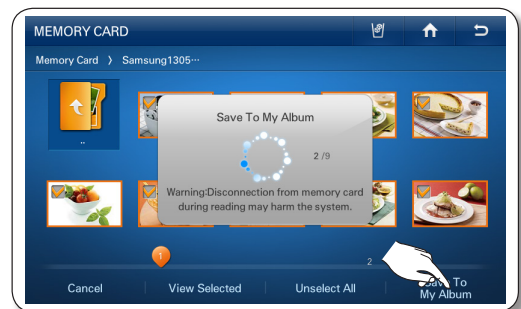 MEMORY CARD
Memory Card 〉 Samsung1305···
..
Save To My Album
2 /9
Warning:Disconnection from memory card
during reading may harm the system.
1
2
Cancel
View Selected
Unselect All
Save To
My Album